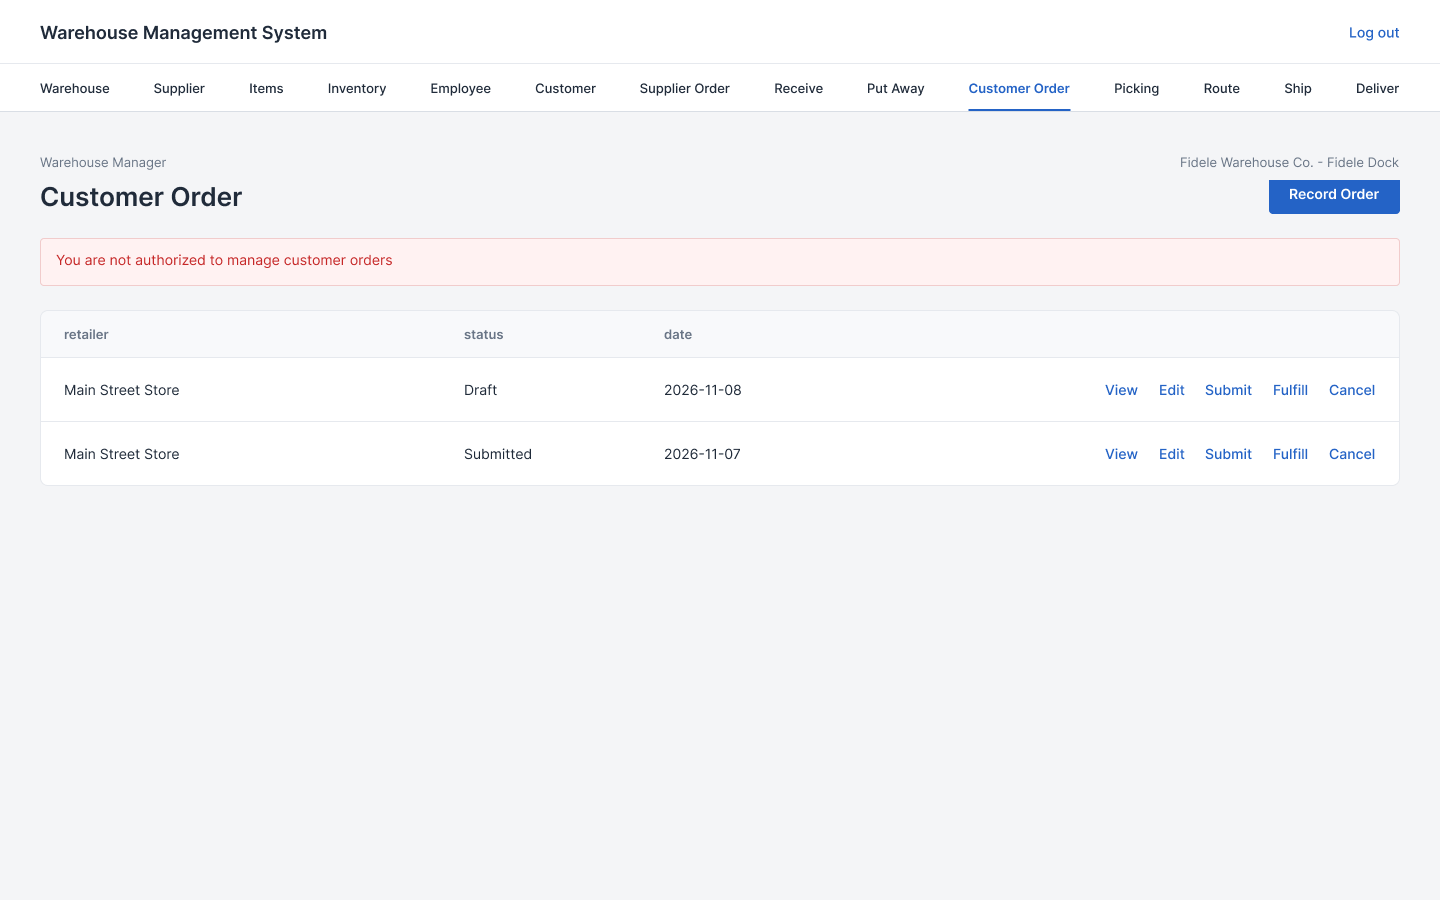 Warehouse Management System
Log out
Warehouse Supplier Items Inventory Employee Customer Supplier Order Receive Put Away Customer Order Picking Route Ship Deliver
Warehouse Manager
Fidele Warehouse Co. - Fidele Dock
Customer Order
Record Order
You are not authorized to manage customer orders
retailer status date
Main Street Store Draft 2026-11-08 View Edit Submit Fulfill Cancel
Main Street Store Submitted 2026-11-07 View Edit Submit Fulfill Cancel